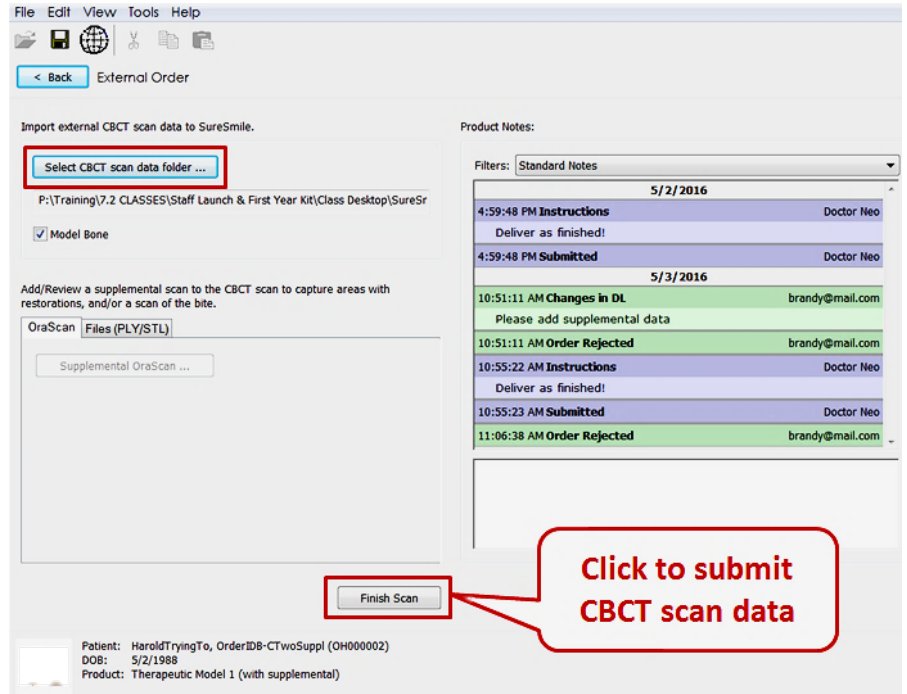 File Edit View Tools Help
< Back External Order
Import external CBCT scan data to SureSmile.
Select CBCT scan data folder ...
P:\Training\7.2 CLASSES\Staff Launch & First Year Kit\Class Desktop\SureSr
Model Bone
Add/Review a supplemental scan to the CBCT scan to capture areas with
restorations, and/or a scan of the bite.
OraScan Files (PLY/STL)
Supplemental OraScan ...
Product Notes:
Filters: Standard Notes
5/2/2016
4:59:48 PM Instructions Doctor Neo
Deliver as finished!
4:59:48 PM Submitted Doctor Neo
5/3/2016
10:51:11 AM Changes in DL brandy@mail.com
Please add supplemental data
10:51:11 AM Order Rejected brandy@mail.com
10:55:22 AM Instructions Doctor Neo
Deliver as finished!
10:55:23 AM Submitted Doctor Neo
11:06:38 AM Order Rejected brandy@mail.com
Finish Scan
Click to submit
CBCT scan data
Patient: HaroldTryingTo, OrderIDB-CTwoSuppl (OH000002)
DOB: 5/2/1988
Product: Therapeutic Model 1 (with supplemental)